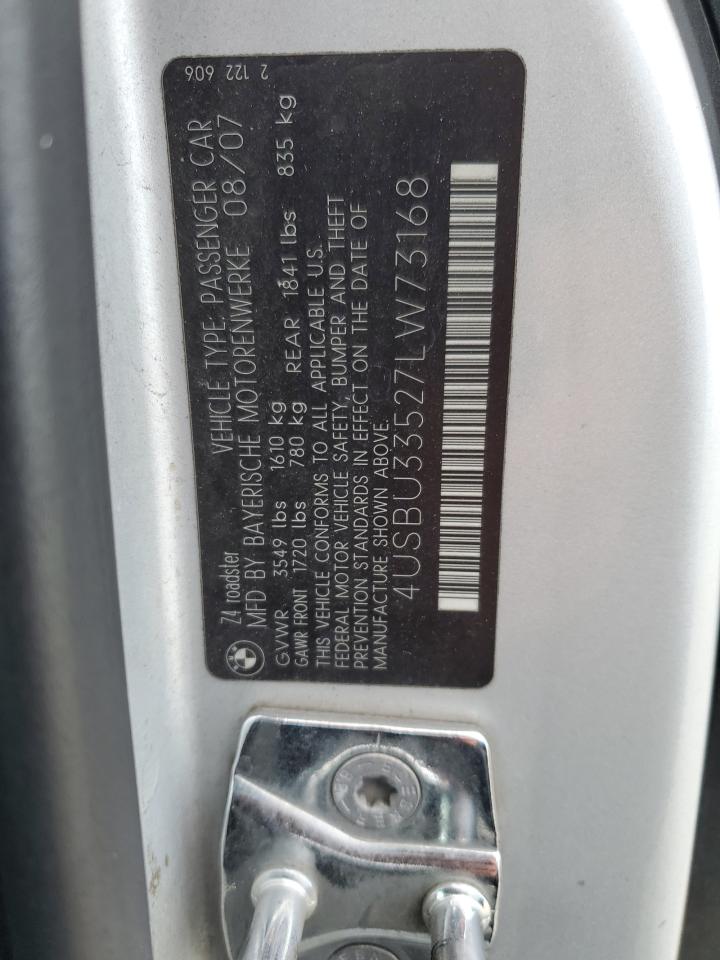 2 122 606
Z4 roadster VEHICLE TYPE: PASSENGER CAR
MFD BY BAYERISCHE MOTORENWERKE 08/07
GVWR 3549 lbs 1610 kg
GAWR FRONT 1720 lbs 780 kg REAR 1841 lbs 835 kg
THIS VEHICLE CONFORMS TO ALL APPLICABLE U.S.
FEDERAL MOTOR VEHICLE SAFETY, BUMPER AND THEFT
PREVENTION STANDARDS IN EFFECT ON THE DATE OF
MANUFACTURE SHOWN ABOVE.
4USBU33527LW73168